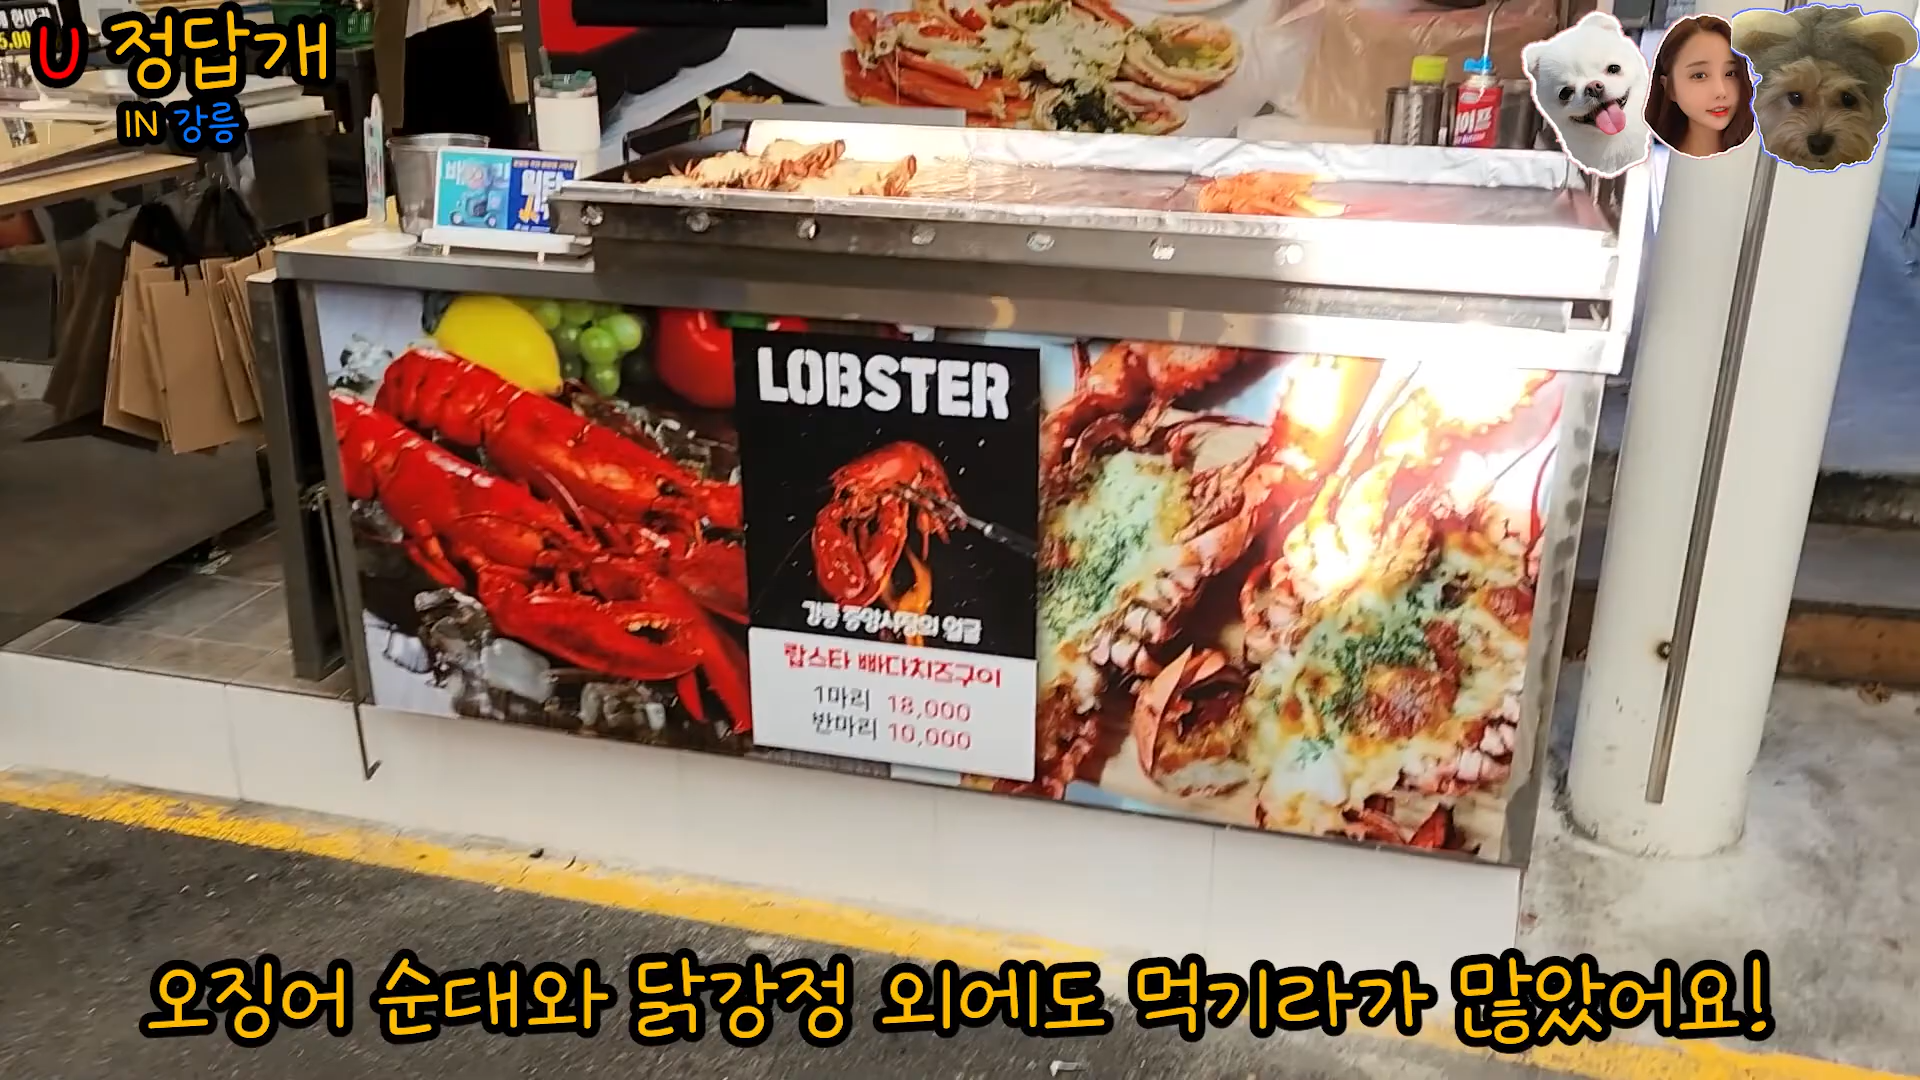 U 정답개
IN 강릉
LOBSTER
강릉 중앙시장의 얼굴
랍스타 빠다치즈구이
1마리 18,000
반마리 10,000
오징어 순대와 닭강정 외에도 먹기라가 많았어요!